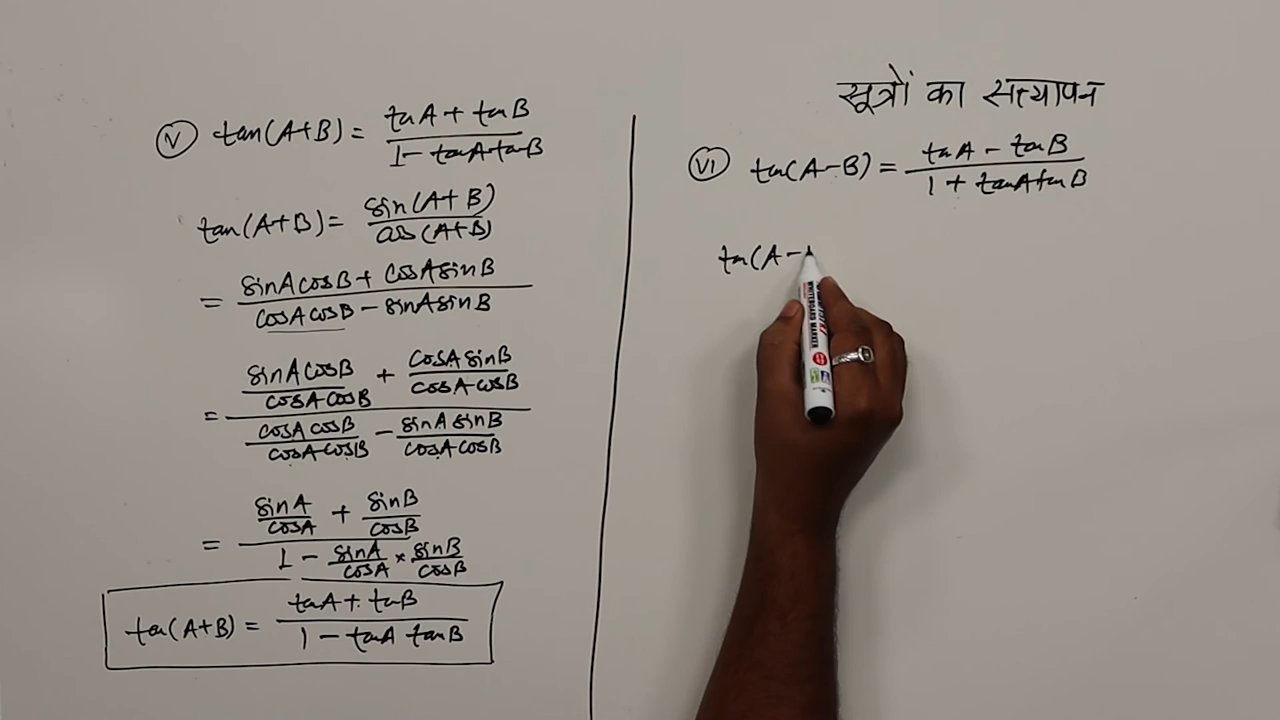 सूत्रों का सत्यापन
(V) tan(A+B) = (tanA + tanB) / (1 - tanA tanB)
tan(A+B) = sin(A+B) / cos(A+B)
= (sinA cosB + cosA sinB) / (cosA cosB - sinA sinB)
= (sinA cosB / cosA cosB + cosA sinB / cosA cosB) / (cosA cosB / cosA cosB - sinA sinB / cosA cosB)
= (sinA / cosA + sinB / cosB) / (1 - sinA / cosA × sinB / cosB)
tan(A+B) = (tanA + tanB) / (1 - tanA tanB)
(VI) tan(A-B) = (tanA - tanB) / (1 + tanA tanB)
tan(A-
WHITEBOARD MARKER